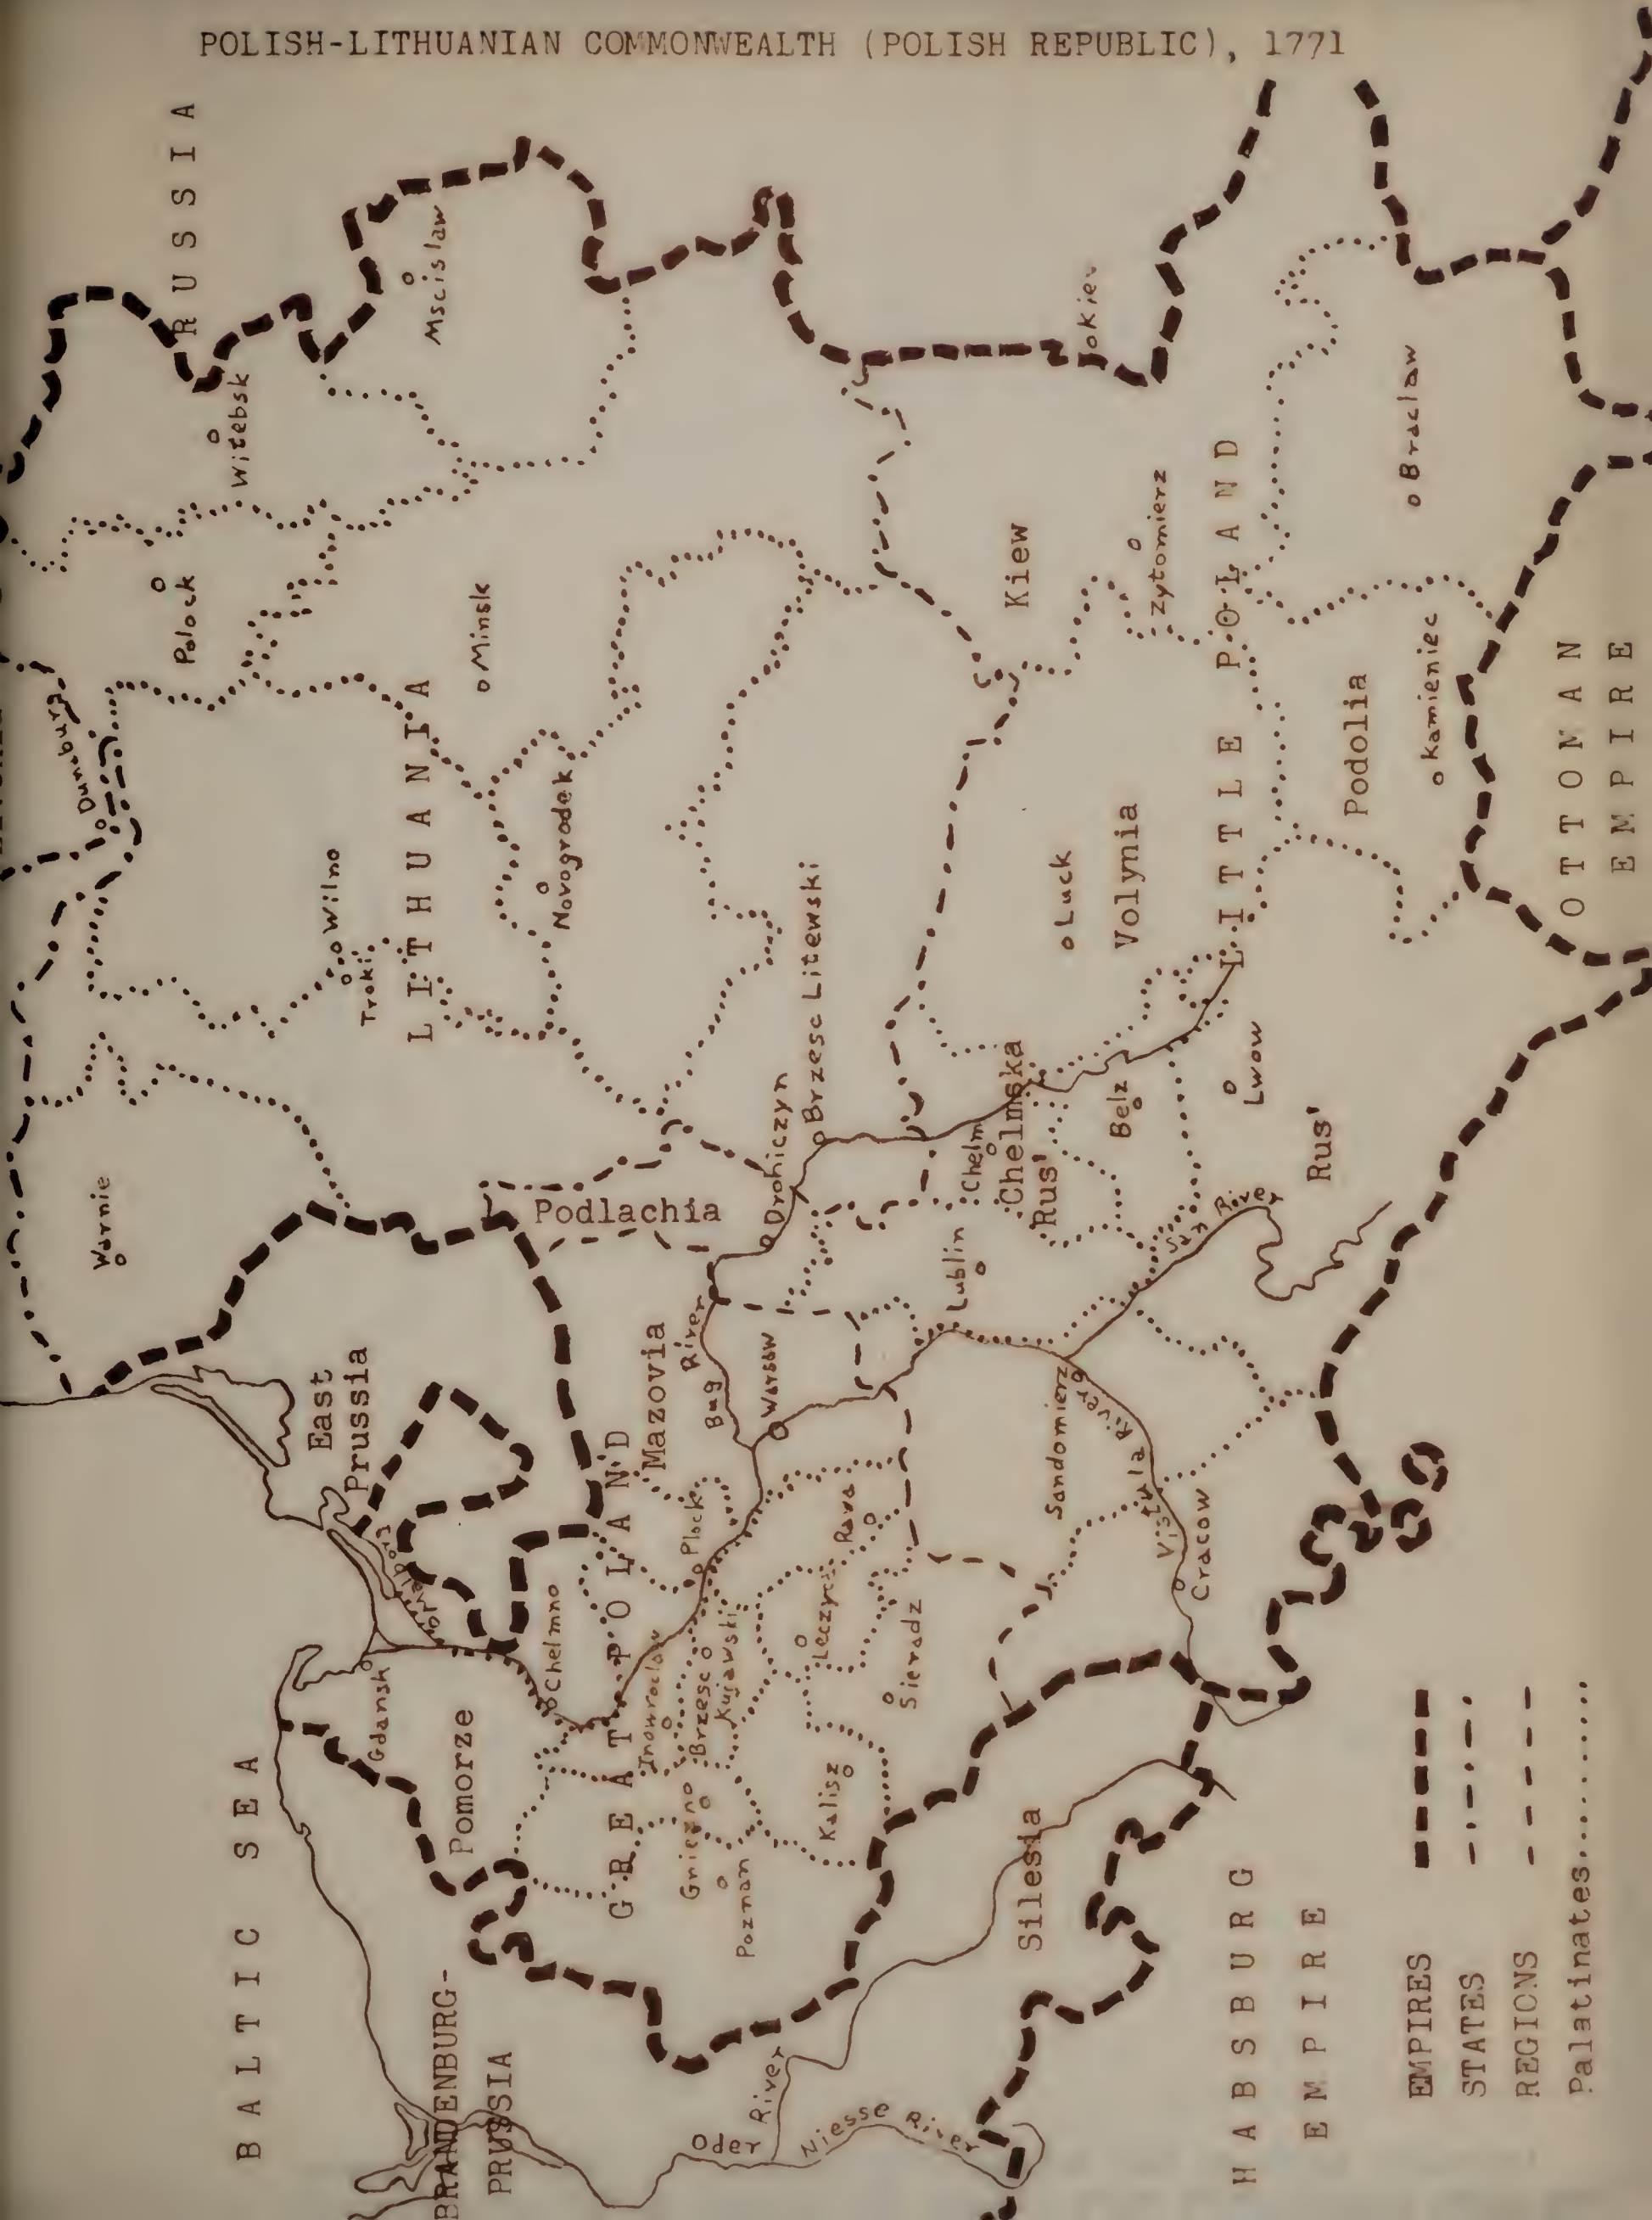 POLISH-LITHUANIAN COMMONWEALTH (POLISH REPUBLIC), 1771
RUSSIA
Witebsk
Mscislaw
Polock
Minsk
Dunaburg
Wilno
Troki
LITHUANIA
Novogrodek
Warnie
Brzesc Litewski
Drohiczyn
Podlachia
Kiev
Kiew
Zytomierz
Braclaw
LITTLE POLAND
Podolia
Kamieniec
OTTOMAN
EMPIRE
Luck
Volynia
Chelm
Chelmska
Rus'
Belz
Lwow
Rus'
San River
Lublin
Sandomierz
Vistula River
Cracow
East
Prussia
Mazovia
Bug River
Warsaw
Plock
Rava
Leczyca
Sieradz
GREAT POLAND
Chelmno
Inowroclaw
Brzesc
Kujawski
Gniezno
Poznan
Kalisz
Gdansk
Pomorze
BALTIC SEA
BRANDENBURG-
PRUSSIA
Oder River
Niesse River
Silesia
HABSBURG
EMPIRE
EMPIRES
STATES
REGIONS
Palatinates